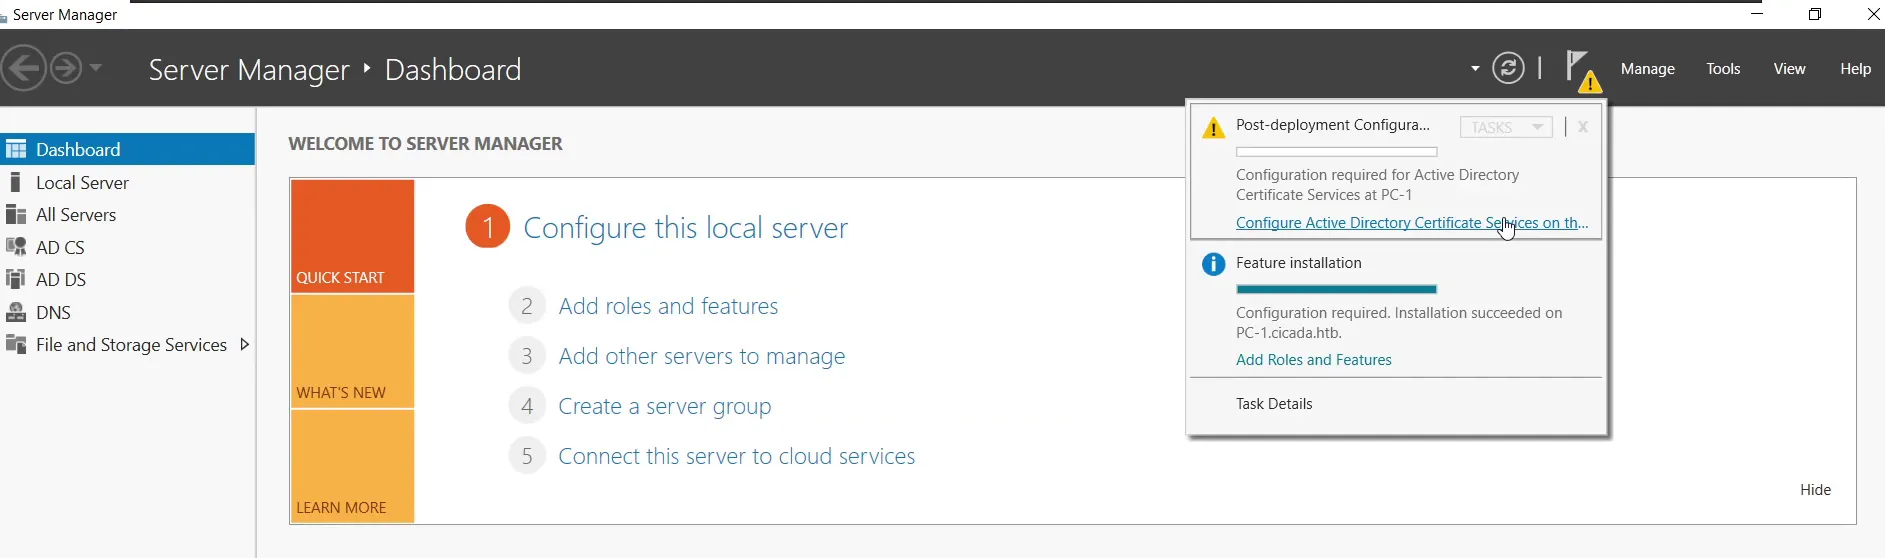 Server Manager
Server Manager ‣ Dashboard
Manage
Tools
View
Help
Dashboard
Local Server
All Servers
AD CS
AD DS
DNS
File and Storage Services
WELCOME TO SERVER MANAGER
QUICK START
WHAT'S NEW
LEARN MORE
1 Configure this local server
2 Add roles and features
3 Add other servers to manage
4 Create a server group
5 Connect this server to cloud services
Hide
Post-deployment Configura...
TASKS
X
Configuration required for Active Directory
Certificate Services at PC-1
Configure Active Directory Certificate Services on th...
Feature installation
Configuration required. Installation succeeded on
PC-1.cicada.htb.
Add Roles and Features
Task Details